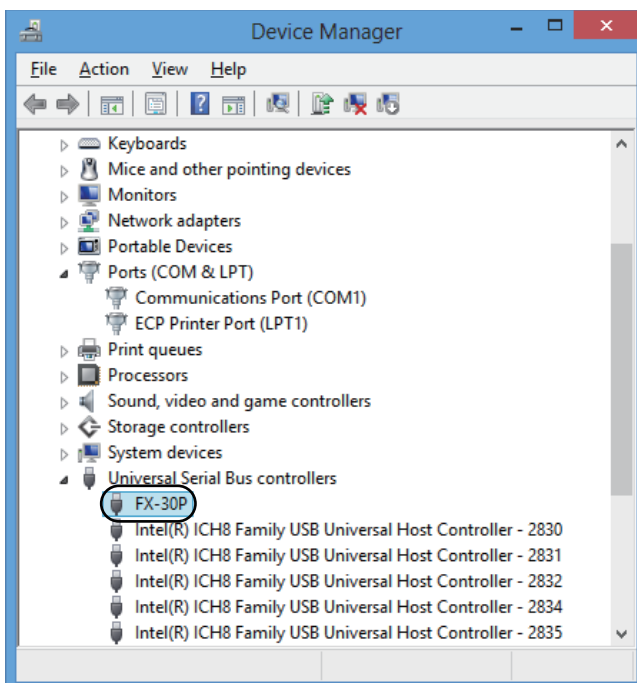 Device Manager
File Action View Help
Keyboards
Mice and other pointing devices
Monitors
Network adapters
Portable Devices
Ports (COM & LPT)
Communications Port (COM1)
ECP Printer Port (LPT1)
Print queues
Processors
Sound, video and game controllers
Storage controllers
System devices
Universal Serial Bus controllers
FX-30P
Intel(R) ICH8 Family USB Universal Host Controller - 2830
Intel(R) ICH8 Family USB Universal Host Controller - 2831
Intel(R) ICH8 Family USB Universal Host Controller - 2832
Intel(R) ICH8 Family USB Universal Host Controller - 2834
Intel(R) ICH8 Family USB Universal Host Controller - 2835